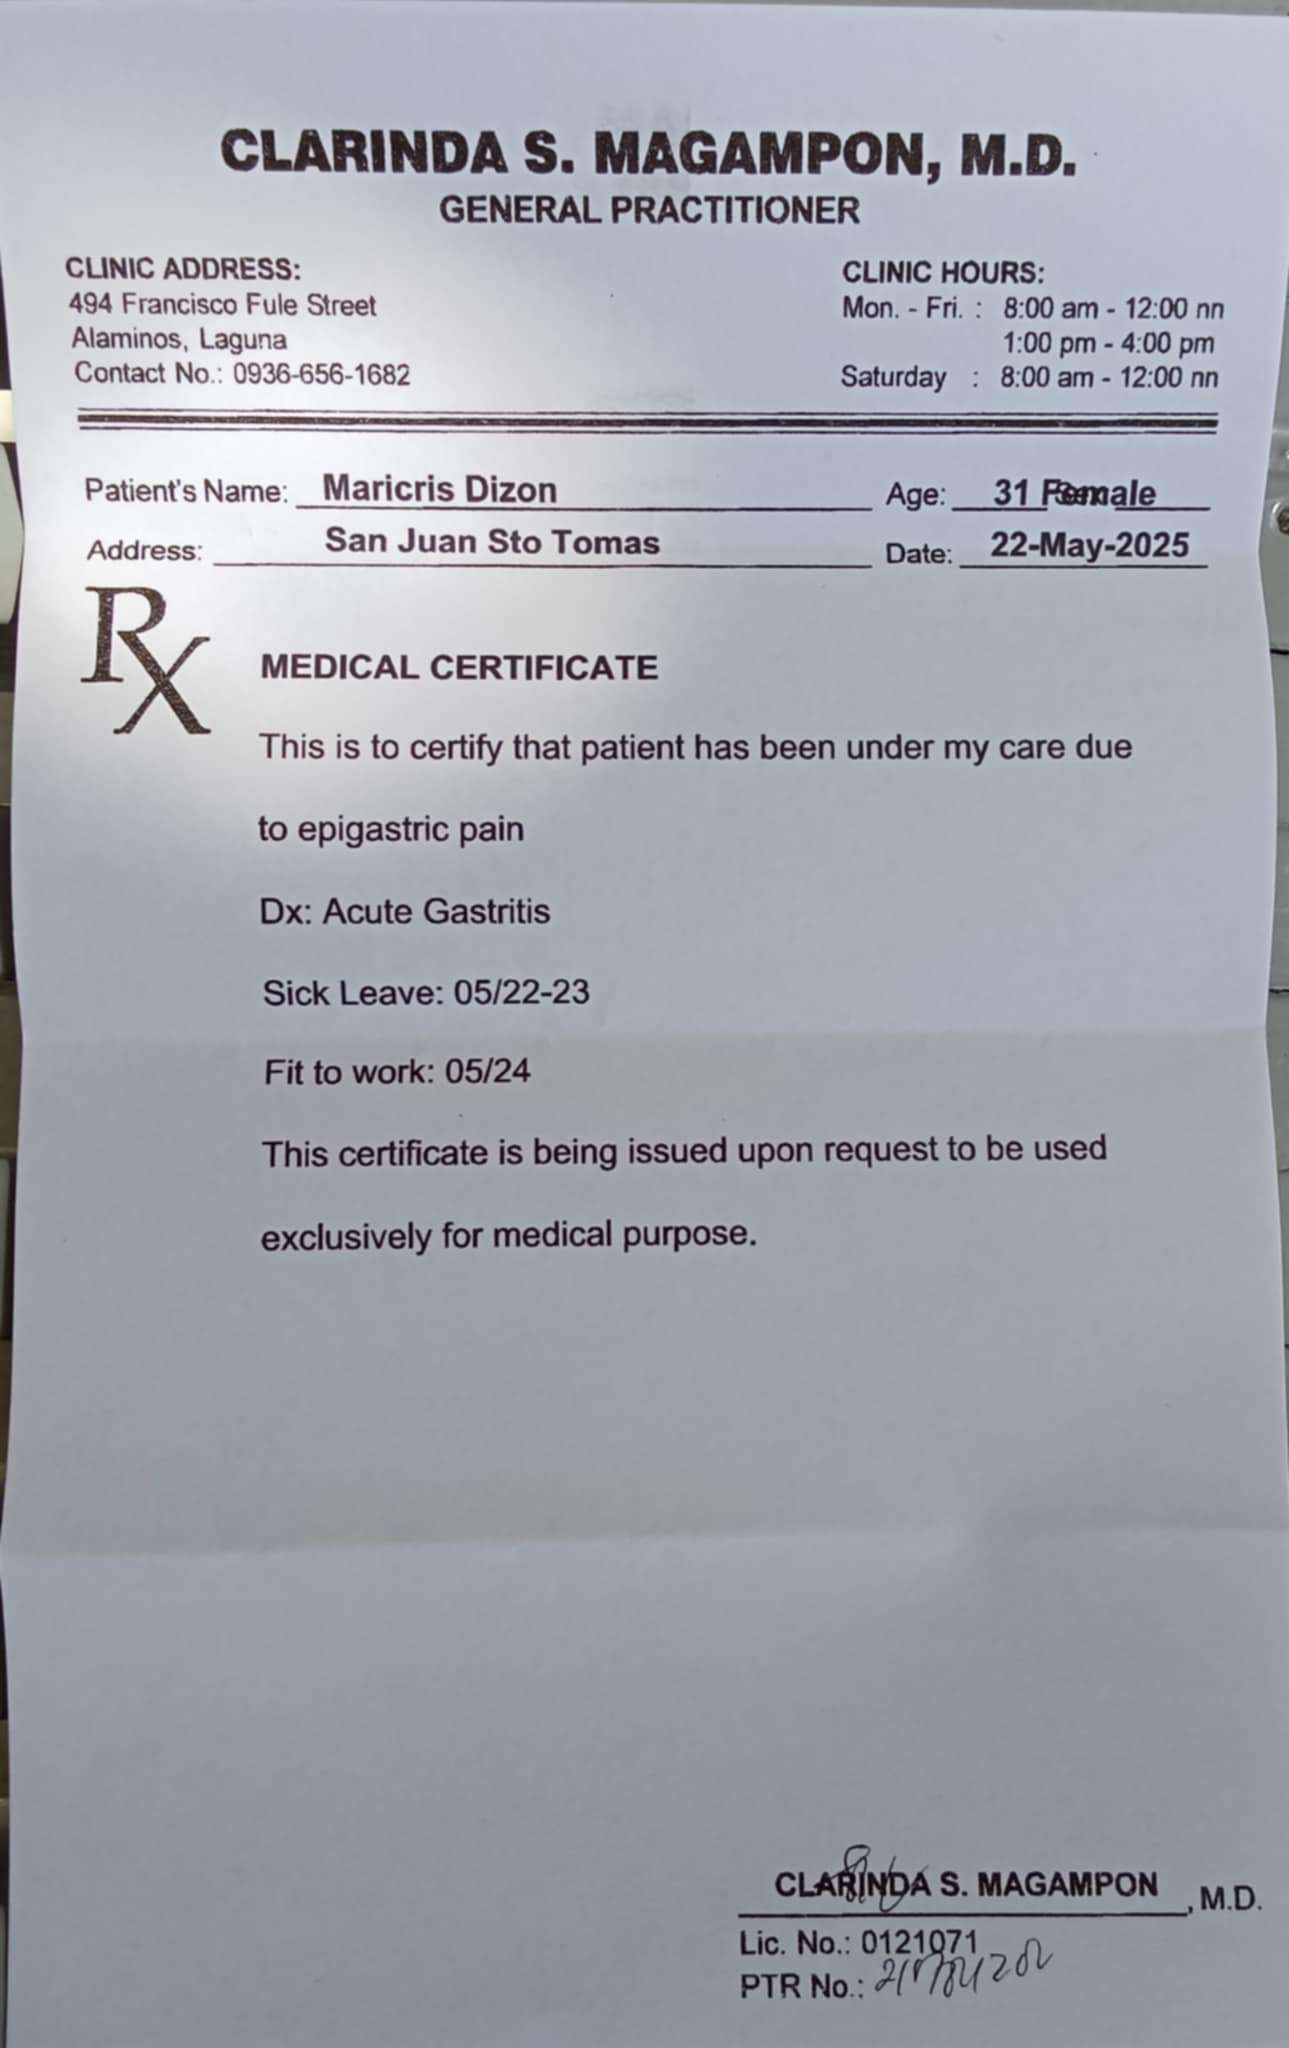 CLARINDA S. MAGAMPON, M.D.
GENERAL PRACTITIONER
CLINIC ADDRESS:
494 Francisco Fule Street
Alaminos, Laguna
Contact No.: 0936-656-1682
CLINIC HOURS:
Mon. - Fri. : 8:00 am - 12:00 nn
1:00 pm - 4:00 pm
Saturday : 8:00 am - 12:00 nn
Patient's Name: Maricris Dizon Age: 31 Female
Address: San Juan Sto Tomas Date: 22-May-2025
Rx
MEDICAL CERTIFICATE
This is to certify that patient has been under my care due
to epigastric pain
Dx: Acute Gastritis
Sick Leave: 05/22-23
Fit to work: 05/24
This certificate is being issued upon request to be used
exclusively for medical purpose.
CLARINDA S. MAGAMPON, M.D.
Lic. No.: 0121071
PTR No.: